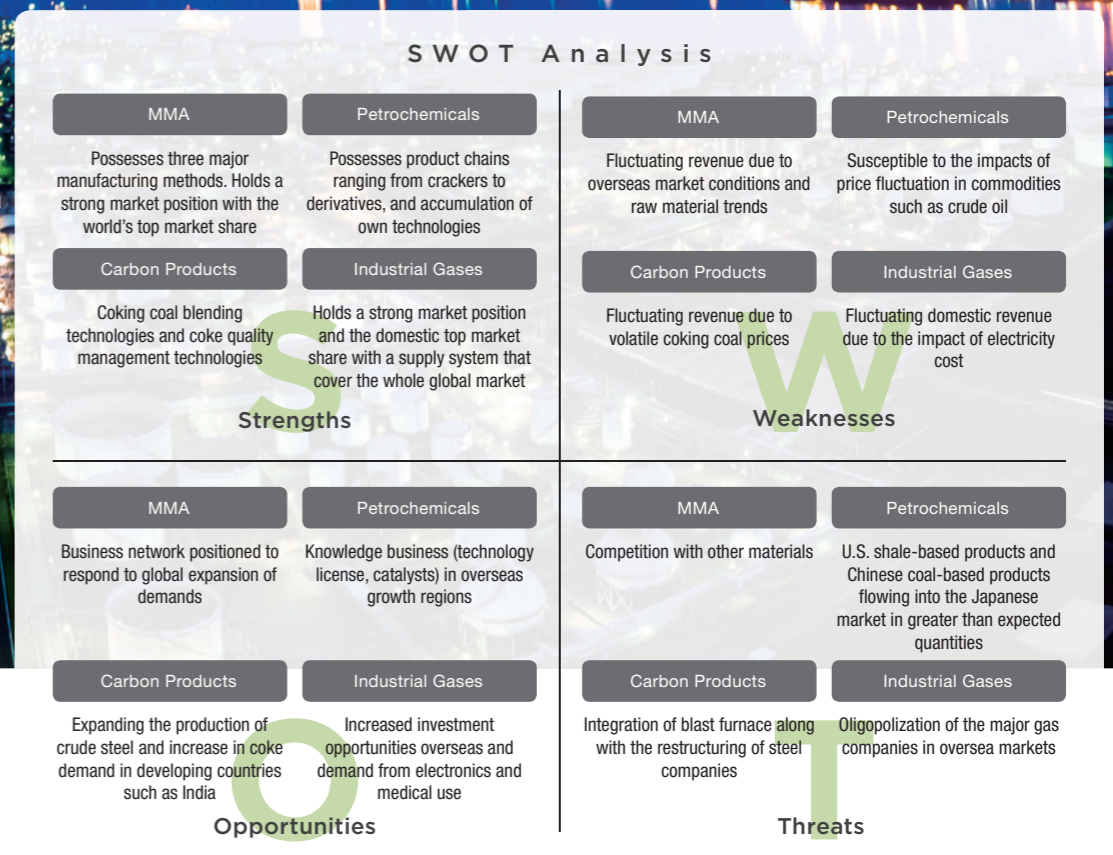 SWOT Analysis
MMA
Possesses three major
manufacturing methods. Holds a
strong market position with the
world's top market share
Petrochemicals
Possesses product chains
ranging from crackers to
derivatives, and accumulation of
own technologies
Carbon Products
Coking coal blending
technologies and coke quality
management technologies
Industrial Gases
Holds a strong market position
and the domestic top market
share with a supply system that
cover the whole global market
S
Strengths
MMA
Fluctuating revenue due to
overseas market conditions and
raw material trends
Petrochemicals
Susceptible to the impacts of
price fluctuation in commodities
such as crude oil
Carbon Products
Fluctuating revenue due to
volatile coking coal prices
Industrial Gases
Fluctuating domestic revenue
due to the impact of electricity
cost
W
Weaknesses
MMA
Business network positioned to
respond to global expansion of
demands
Petrochemicals
Knowledge business (technology
license, catalysts) in overseas
growth regions
Carbon Products
Expanding the production of
crude steel and increase in coke
demand in developing countries
such as India
Industrial Gases
Increased investment
opportunities overseas and
demand from electronics and
medical use
O
Opportunities
MMA
Competition with other materials
Petrochemicals
U.S. shale-based products and
Chinese coal-based products
flowing into the Japanese
market in greater than expected
quantities
Carbon Products
Integration of blast furnace along
with the restructuring of steel
companies
Industrial Gases
Oligopolization of the major gas
companies in oversea markets
T
Threats